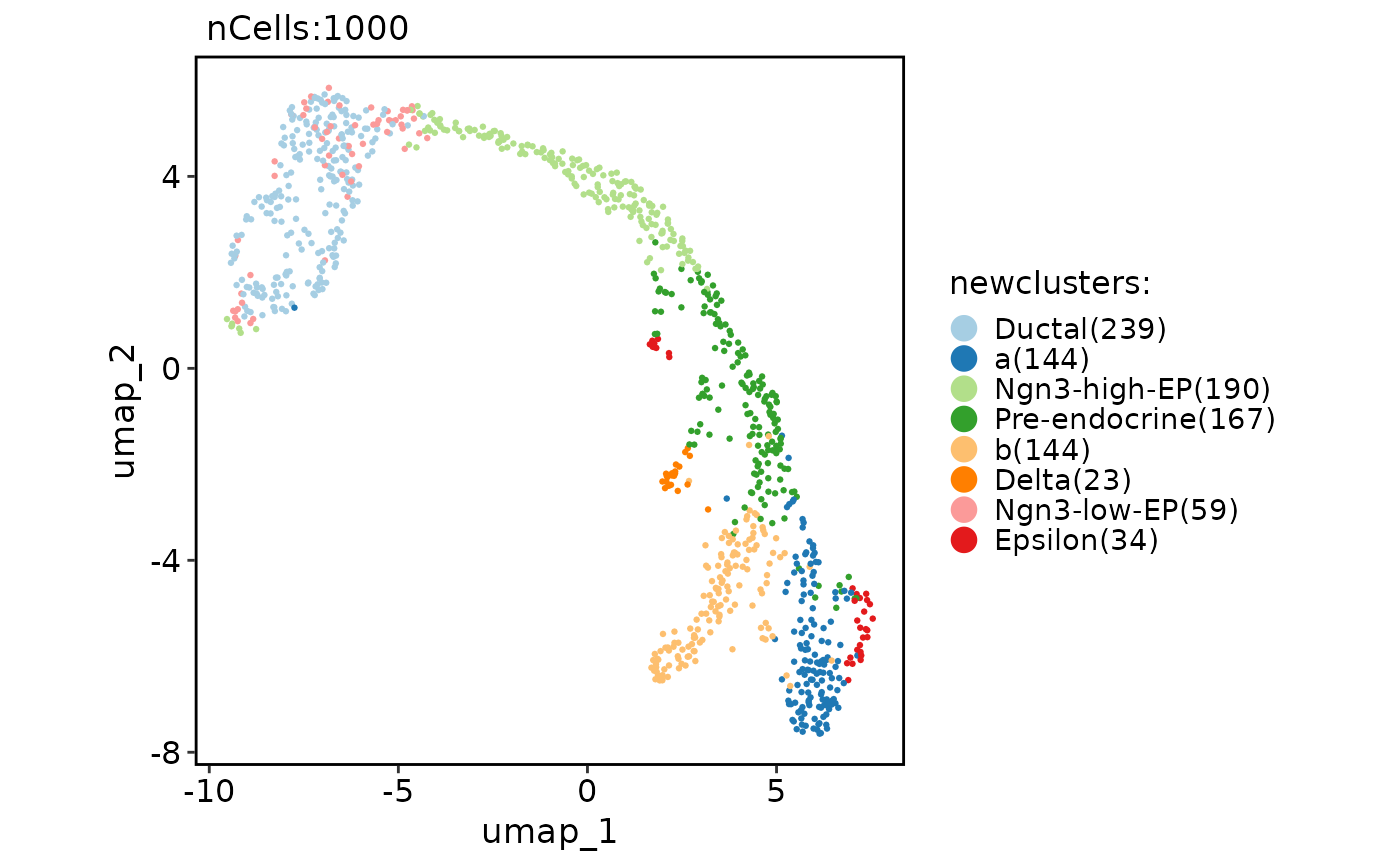 nCells:1000
umap_2
4
0
-4
-8
-10 -5 0 5
umap_1
newclusters:
Ductal(239)
a(144)
Ngn3-high-EP(190)
Pre-endocrine(167)
b(144)
Delta(23)
Ngn3-low-EP(59)
Epsilon(34)